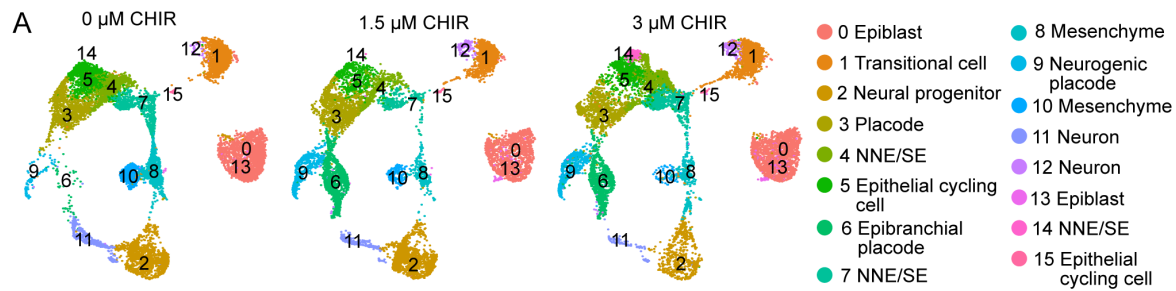 A
0 µM CHIR
1.5 µM CHIR
3 µM CHIR
14
12
1
5
4
15
7
3
9
6
10
8
0
13
11
2
14
12
1
5
4
15
7
3
9
6
10
8
0
13
11
2
14
12
1
5
4
15
7
3
9
6
10
8
0
13
11
2
0 Epiblast
1 Transitional cell
2 Neural progenitor
3 Placode
4 NNE/SE
5 Epithelial cycling
cell
6 Epibranchial
placode
7 NNE/SE
8 Mesenchyme
9 Neurogenic
placode
10 Mesenchyme
11 Neuron
12 Neuron
13 Epiblast
14 NNE/SE
15 Epithelial
cycling cell